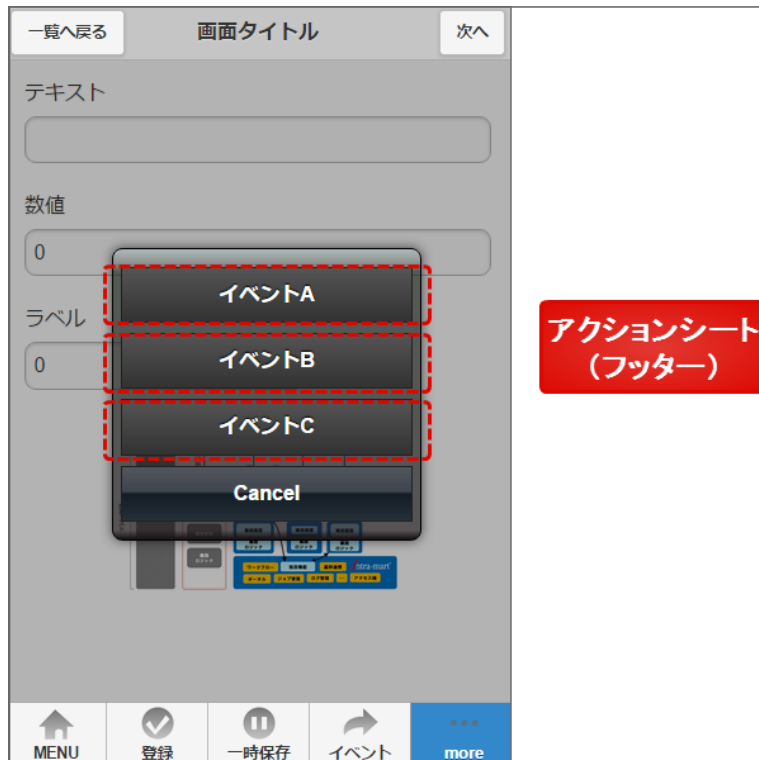 一覧へ戻る
画面タイトル
次へ
テキスト
数値
0
イベントA
ラベル
0
イベントB
イベントC
Cancel
アクションシート
(フッター)
intra-mart
MENU
登録
一時保存
イベント
more